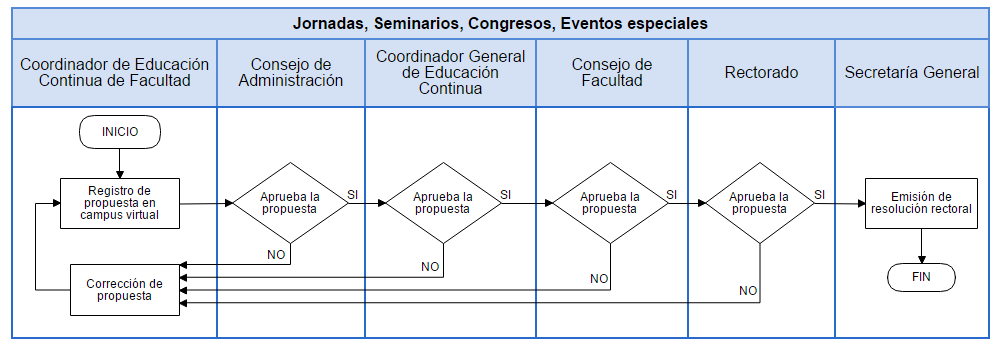 Jornadas, Seminarios, Congresos, Eventos especiales
Coordinador de Educación
Continua de Facultad
Consejo de
Administración
Coordinador General
de Educación
Continua
Consejo de
Facultad
Rectorado
Secretaría General
INICIO
Registro de
propuesta en
campus virtual
Aprueba la
propuesta
SI
Aprueba la
propuesta
SI
Aprueba la
propuesta
SI
Aprueba la
propuesta
SI
Emisión de
resolución rectoral
NO
NO
NO
NO
Corrección de
propuesta
FIN